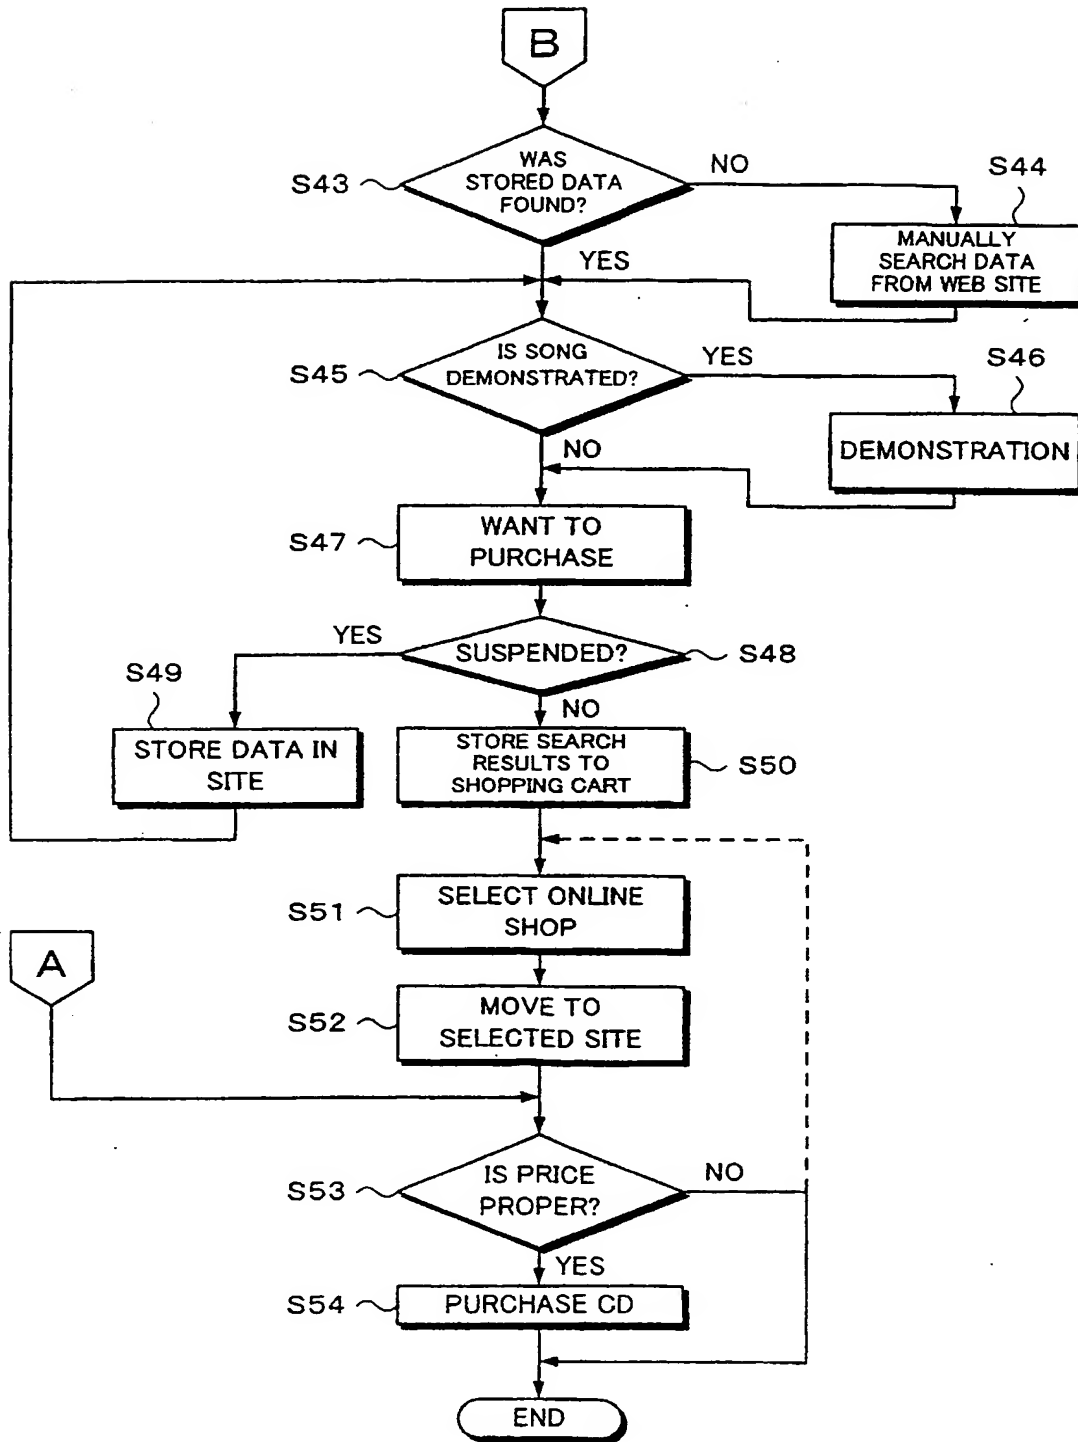 B
S43
WAS
STORED DATA
FOUND?
NO
S44
MANUALLY
SEARCH DATA
FROM WEB SITE
YES
S45
IS SONG
DEMONSTRATED?
YES
S46
DEMONSTRATION
NO
S47
WANT TO
PURCHASE
YES
SUSPENDED?
S48
S49
NO
STORE DATA IN
SITE
STORE SEARCH
RESULTS TO
SHOPPING CART
S50
S51
SELECT ONLINE
SHOP
A
S52
MOVE TO
SELECTED SITE
S53
IS PRICE
PROPER?
NO
YES
S54
PURCHASE CD
END